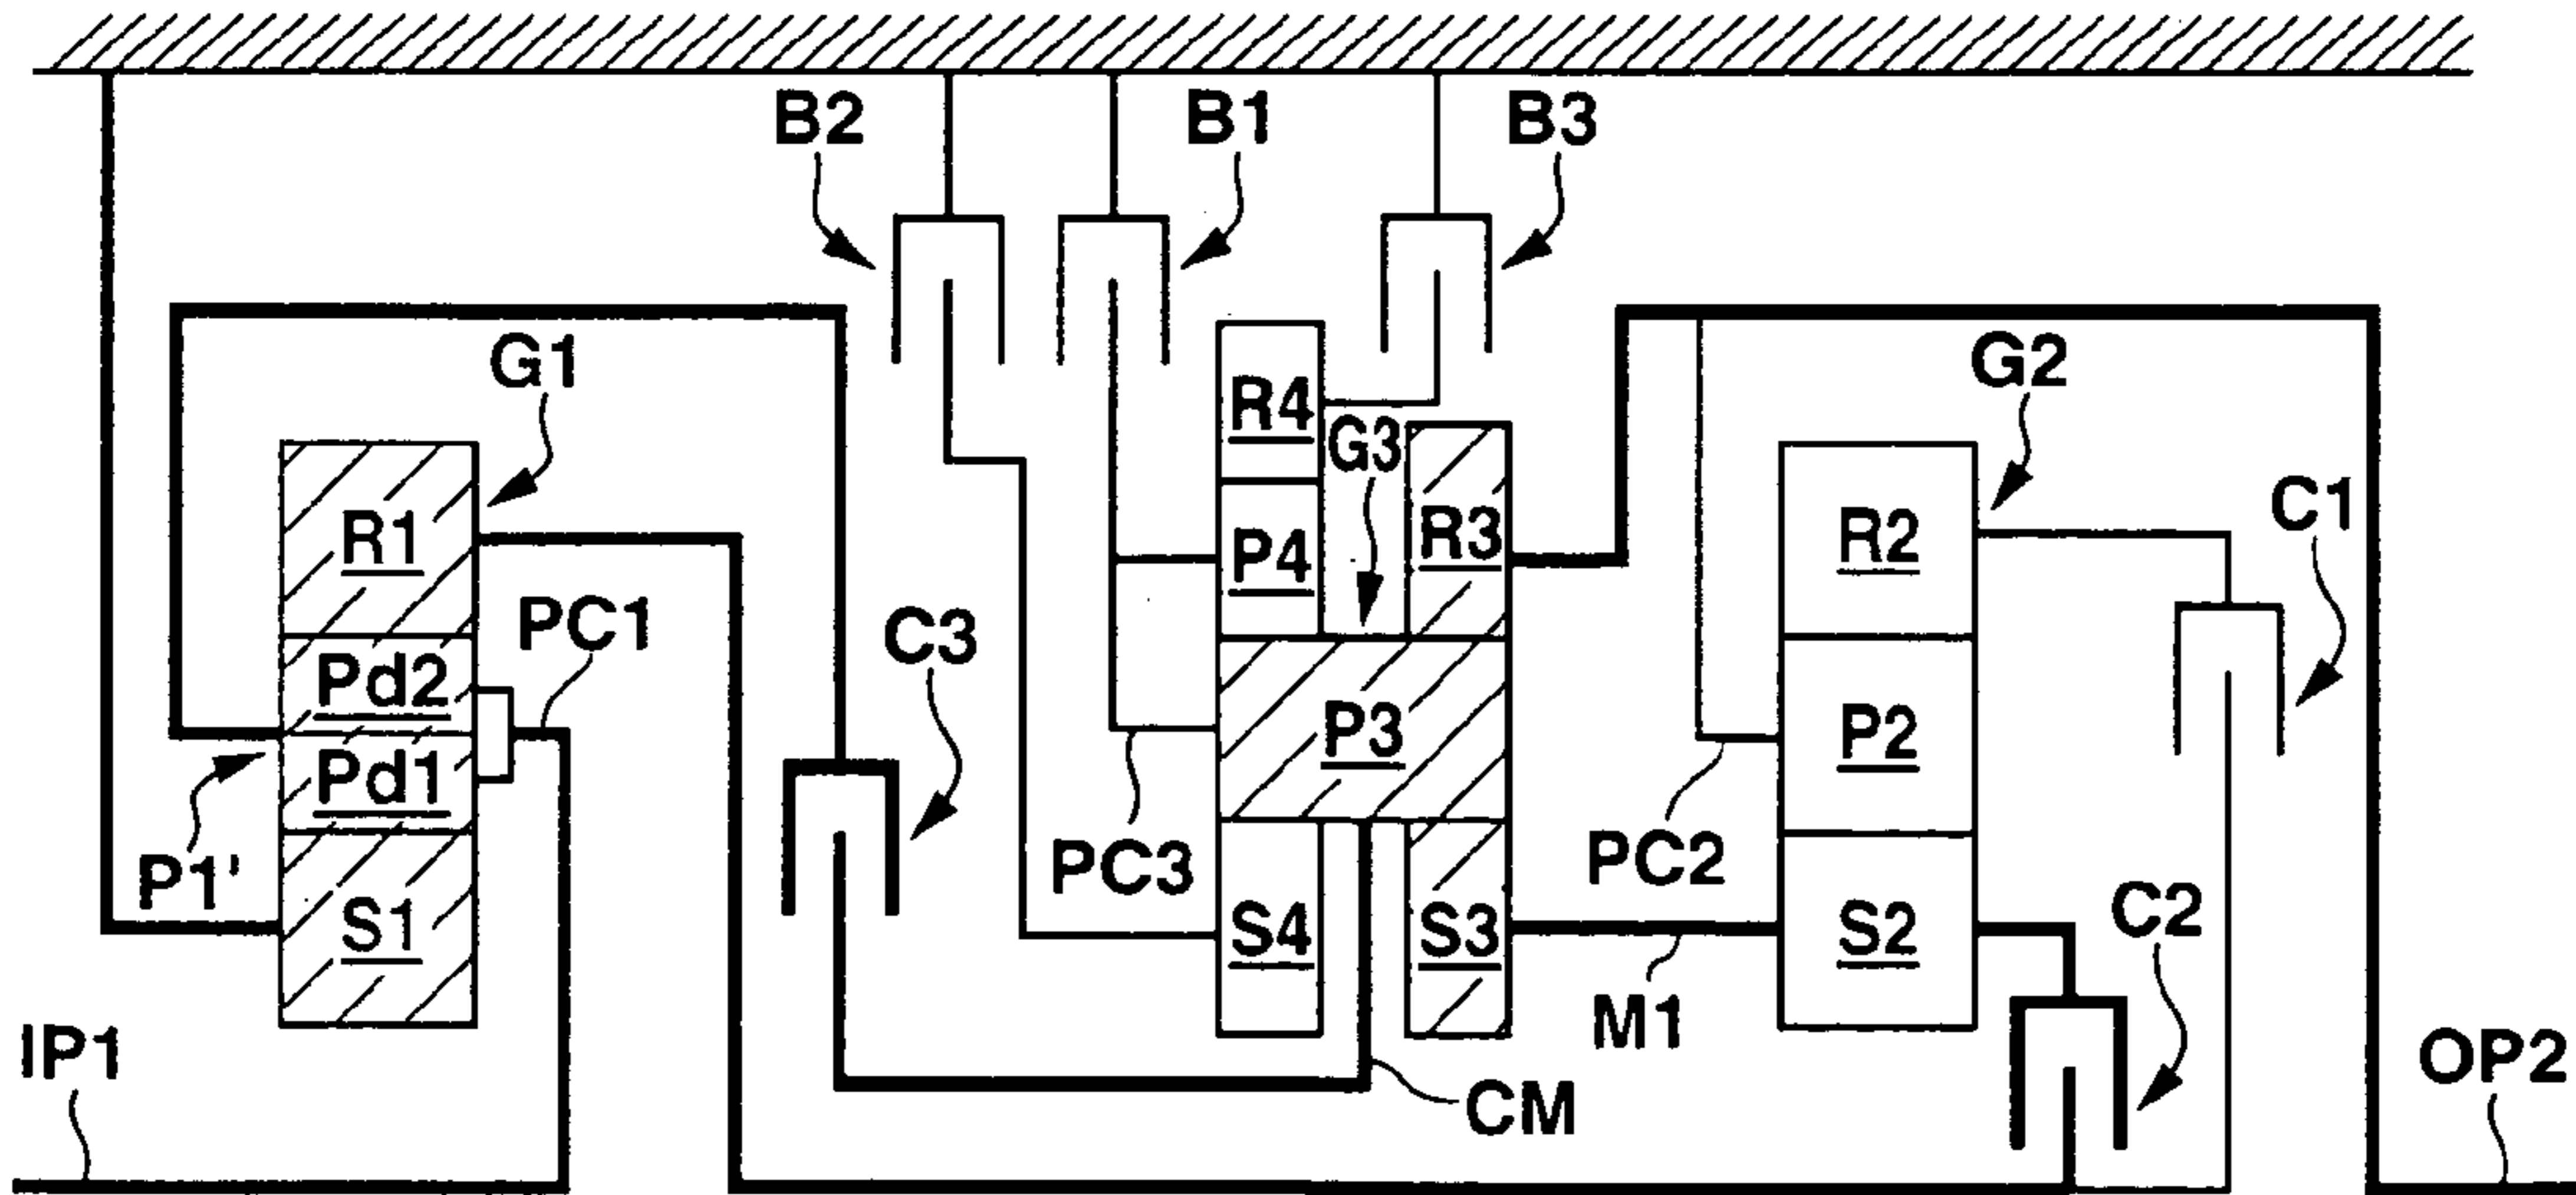 B2
B1
B3
G1
G2
R4
G3
C1
R1
R3
R2
P4
PC1
C3
Pd2
P3
P2
Pd1
P1'
PC3
PC2
C2
S1
S4
S3
S2
M1
IP1
OP2
CM